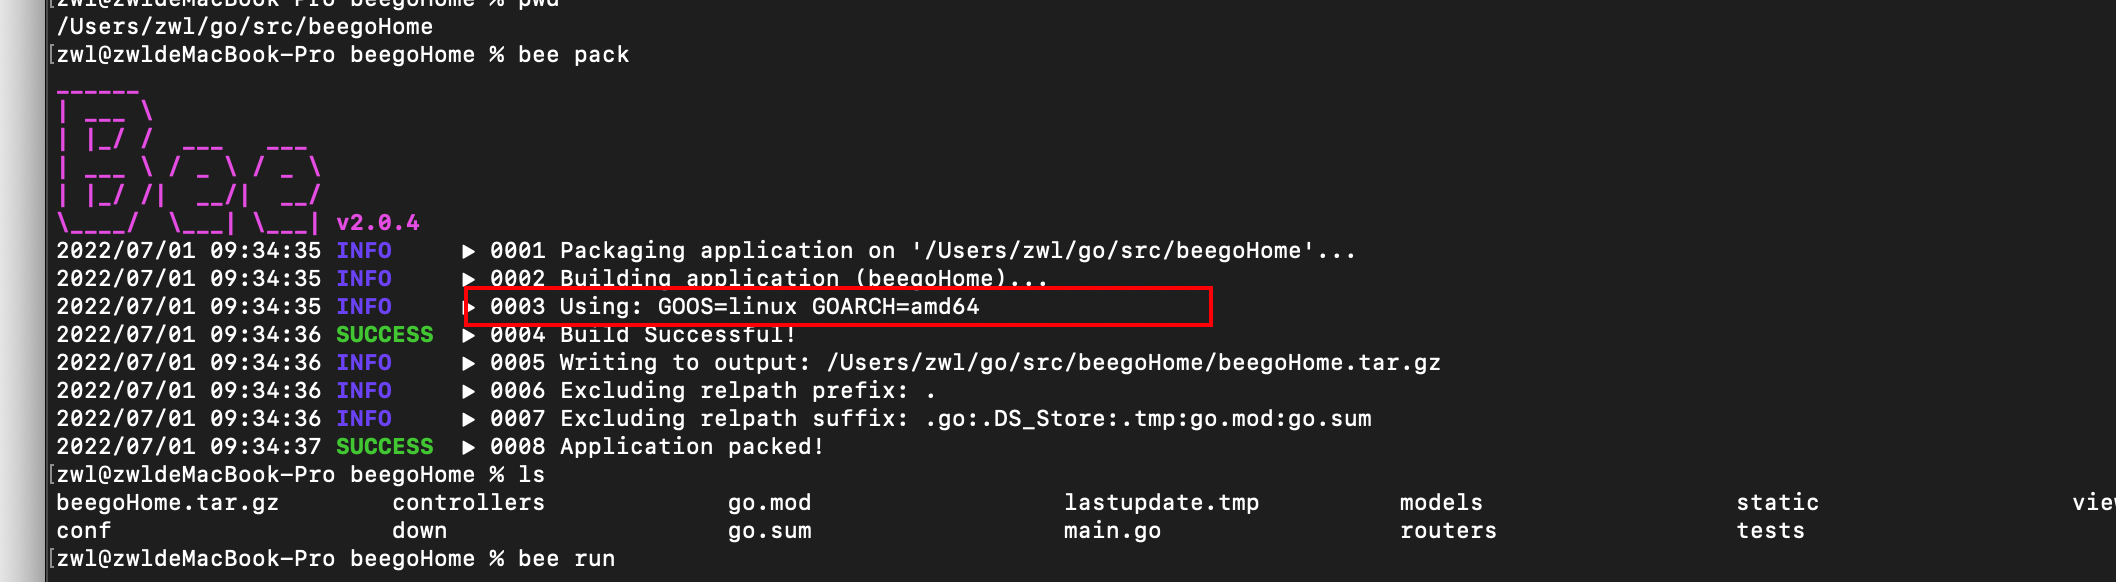 zwl@zwldeMacBook-Pro beegoHome % pwd
/Users/zwl/go/src/beegoHome
[zwl@zwldeMacBook-Pro beegoHome % bee pack
______
| ___ \
| |_/ /  ___   ___
| ___ \ / _ \ / _ \
| |_/ /|  __/|  __/
\____/  \___| \___| v2.0.4
2022/07/01 09:34:35 INFO     ▶ 0001 Packaging application on '/Users/zwl/go/src/beegoHome'...
2022/07/01 09:34:35 INFO     ▶ 0002 Building application (beegoHome)...
2022/07/01 09:34:35 INFO     ▶ 0003 Using: GOOS=linux GOARCH=amd64
2022/07/01 09:34:36 SUCCESS  ▶ 0004 Build Successful!
2022/07/01 09:34:36 INFO     ▶ 0005 Writing to output: /Users/zwl/go/src/beegoHome/beegoHome.tar.gz
2022/07/01 09:34:36 INFO     ▶ 0006 Excluding relpath prefix: .
2022/07/01 09:34:36 INFO     ▶ 0007 Excluding relpath suffix: .go:.DS_Store:.tmp:go.mod:go.sum
2022/07/01 09:34:37 SUCCESS  ▶ 0008 Application packed!
[zwl@zwldeMacBook-Pro beegoHome % ls
beegoHome.tar.gz        controllers             go.mod                  lastupdate.tmp          models                  static
conf                    down                    go.sum                  main.go                 routers                 tests
[zwl@zwldeMacBook-Pro beegoHome % bee run